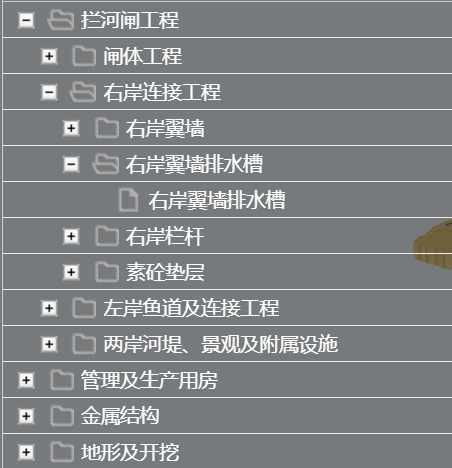 拦河闸工程
闸体工程
右岸连接工程
右岸翼墙
右岸翼墙排水槽
右岸翼墙排水槽
右岸栏杆
素砼垫层
左岸鱼道及连接工程
两岸河堤、景观及附属设施
管理及生产用房
金属结构
地形及开挖